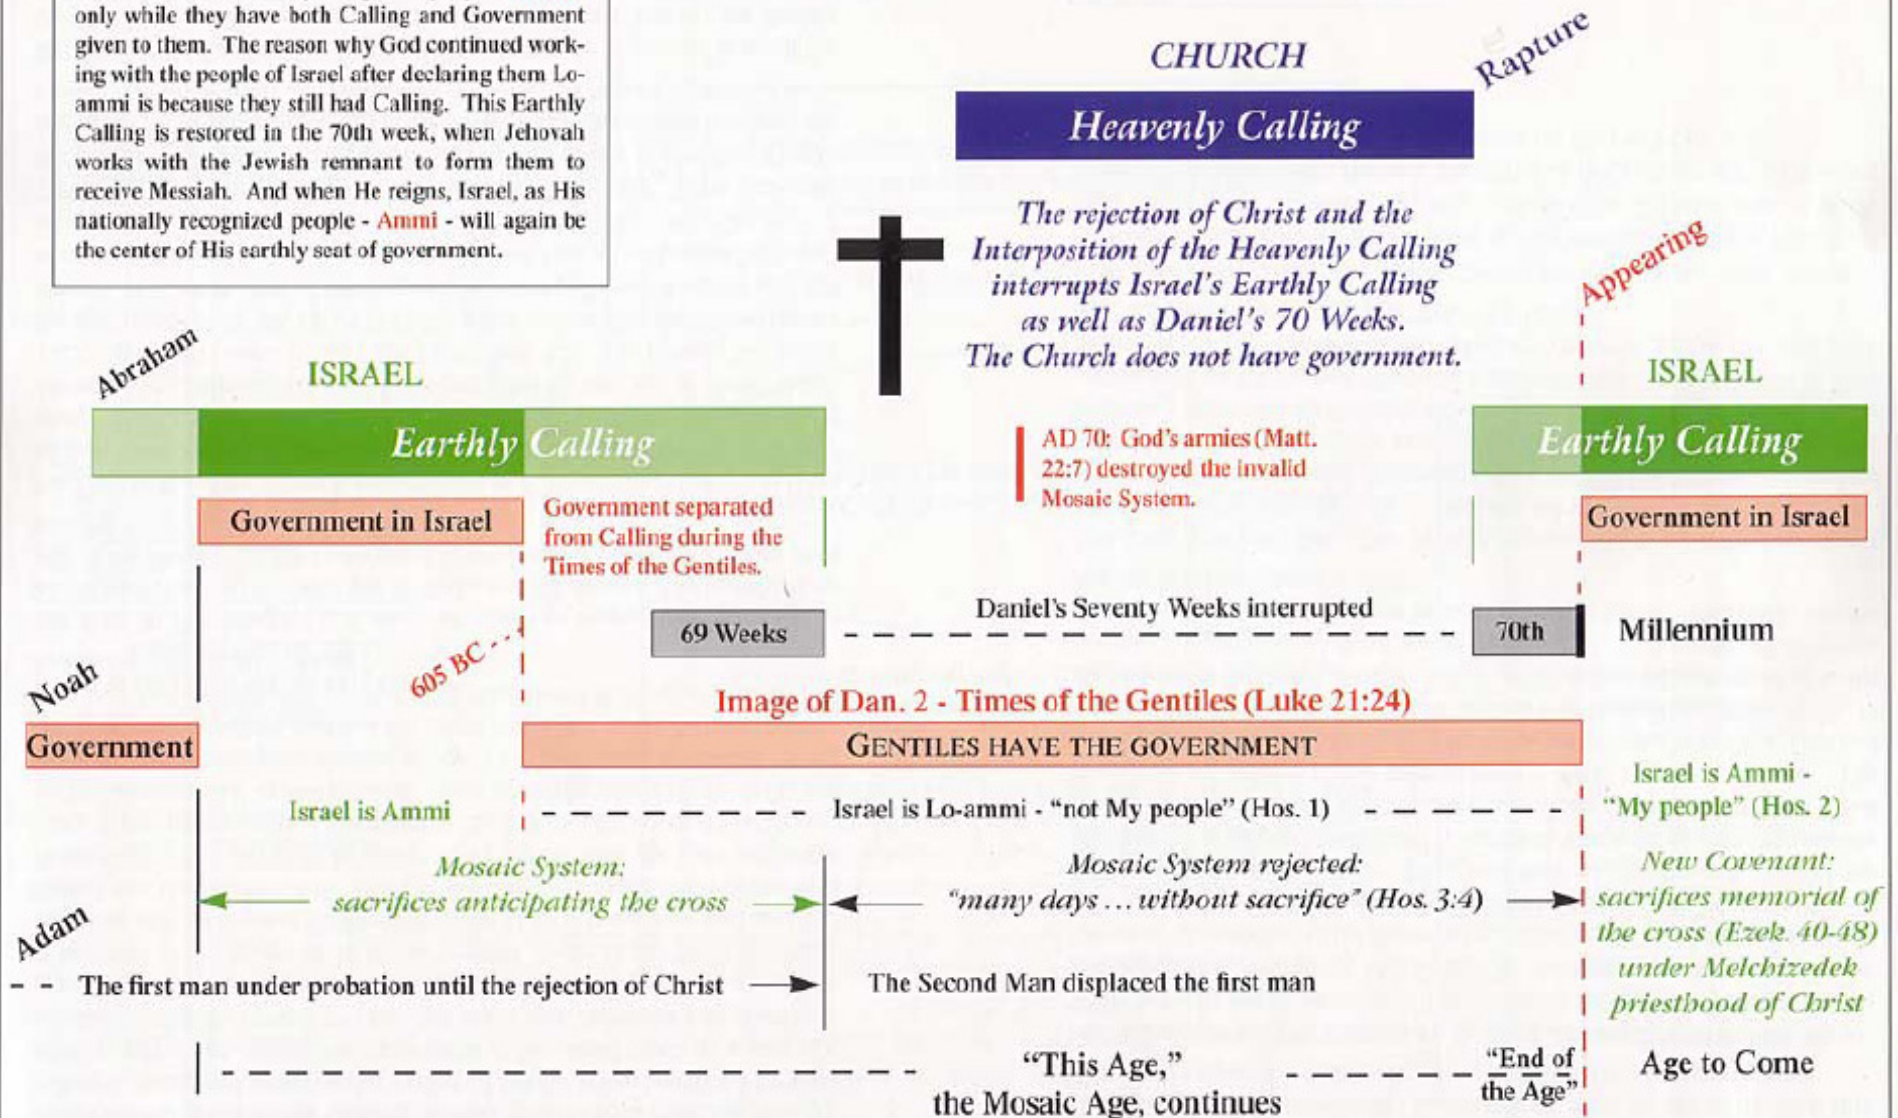 only while they have both Calling and Government
given to them. The reason why God continued work-
ing with the people of Israel after declaring them Lo-
ammi is because they still had Calling. This Earthly
Calling is restored in the 70th week, when Jehovah
works with the Jewish remnant to form them to
receive Messiah. And when He reigns, Israel, as His
nationally recognized people - Ammi - will again be
the center of His earthly seat of government.
CHURCH
Rapture
Heavenly Calling
The rejection of Christ and the
Interposition of the Heavenly Calling
interrupts Israel's Earthly Calling
as well as Daniel's 70 Weeks.
The Church does not have government.
Appearing
Abraham
ISRAEL
ISRAEL
Earthly Calling
AD 70: God's armies (Matt.
22:7) destroyed the invalid
Mosaic System.
Earthly Calling
Government in Israel
Government separated
from Calling during the
Times of the Gentiles.
Government in Israel
605 BC
69 Weeks
Daniel's Seventy Weeks interrupted
70th
Millennium
Noah
Image of Dan. 2 - Times of the Gentiles (Luke 21:24)
Government
GENTILES HAVE THE GOVERNMENT
Israel is Ammi
Israel is Lo-ammi - “not My people” (Hos. 1)
Israel is Ammi -
“My people” (Hos. 2)
Mosaic System:
sacrifices anticipating the cross
Mosaic System rejected:
“many days . . . without sacrifice” (Hos. 3:4)
New Covenant:
sacrifices memorial of
the cross (Ezek. 40-48)
under Melchizedek
priesthood of Christ
Adam
The first man under probation until the rejection of Christ
The Second Man displaced the first man
“This Age,”
the Mosaic Age, continues
“End of
the Age”
Age to Come